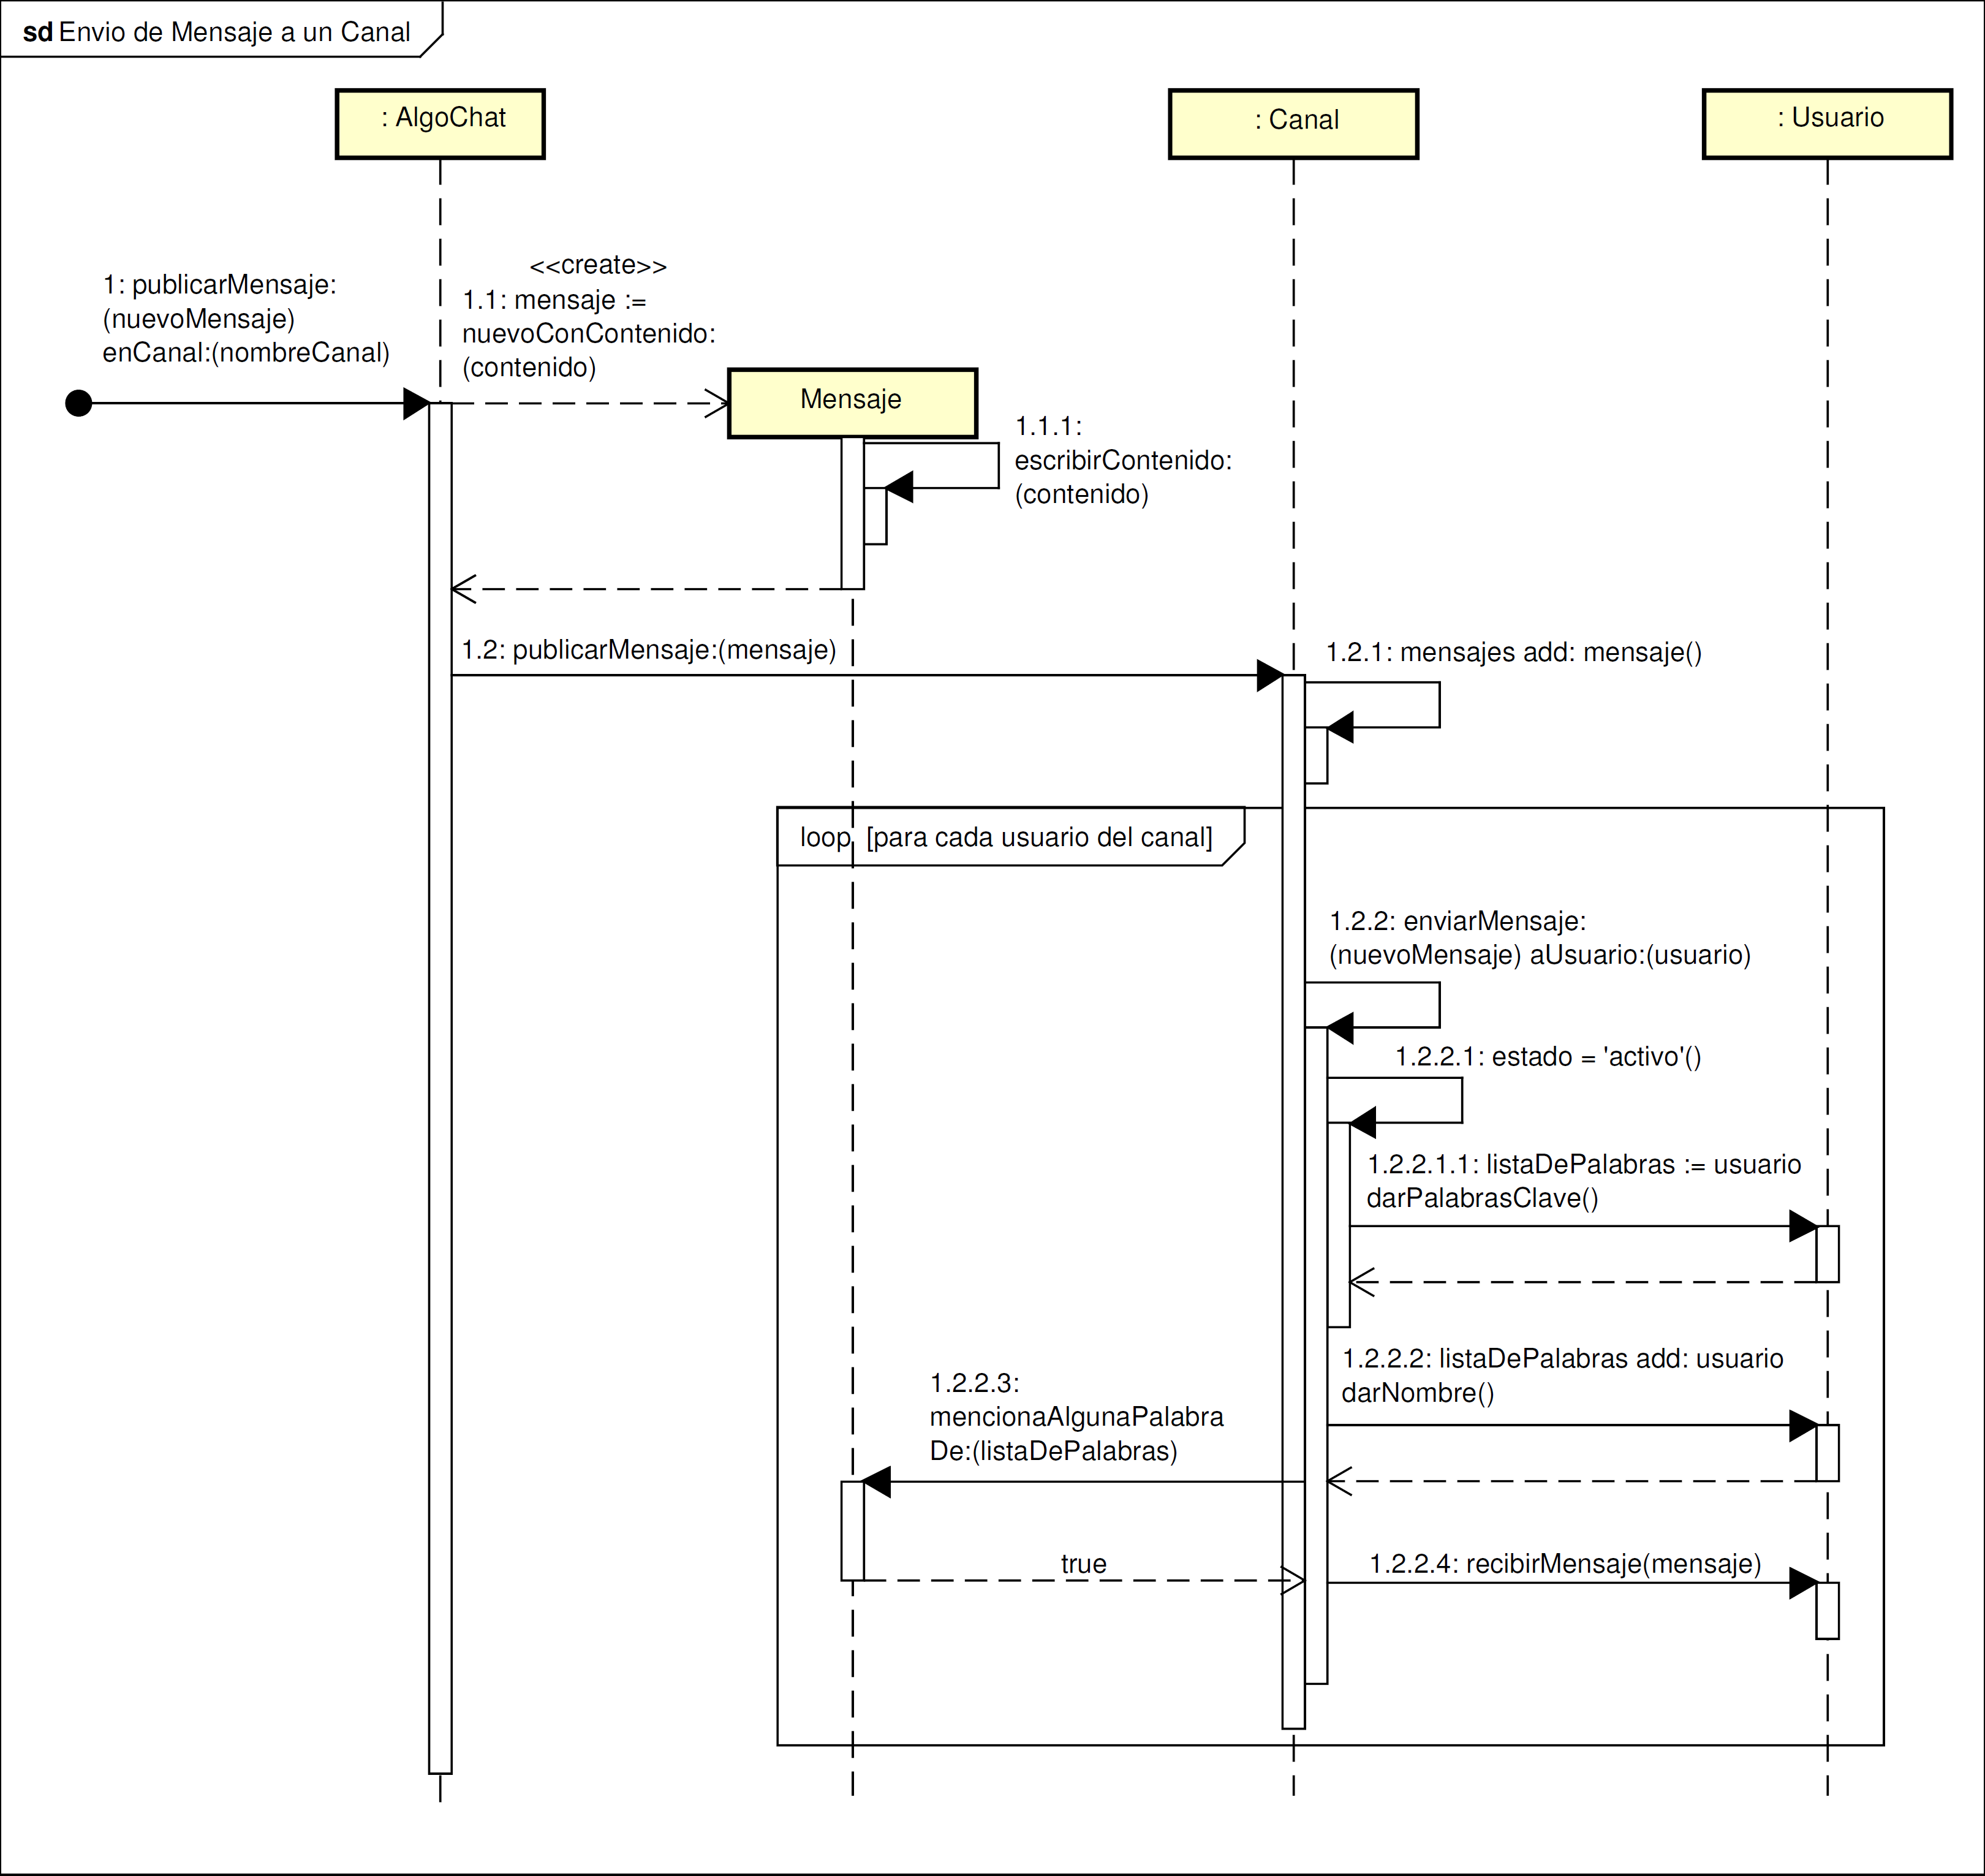 sd Envio de Mensaje a un Canal
: AlgoChat
: Canal
: Usuario
1: publicarMensaje:
(nuevoMensaje)
enCanal:(nombreCanal)
<<create>>
1.1: mensaje :=
nuevoConContenido:
(contenido)
Mensaje
1.1.1:
escribirContenido:
(contenido)
1.2: publicarMensaje:(mensaje)
1.2.1: mensajes add: mensaje()
loop [para cada usuario del canal]
1.2.2: enviarMensaje:
(nuevoMensaje) aUsuario:(usuario)
1.2.2.1: estado = 'activo'()
1.2.2.1.1: listaDePalabras := usuario
darPalabrasClave()
1.2.2.2: listaDePalabras add: usuario
darNombre()
1.2.2.3:
mencionaAlgunaPalabra
De:(listaDePalabras)
true
1.2.2.4: recibirMensaje(mensaje)